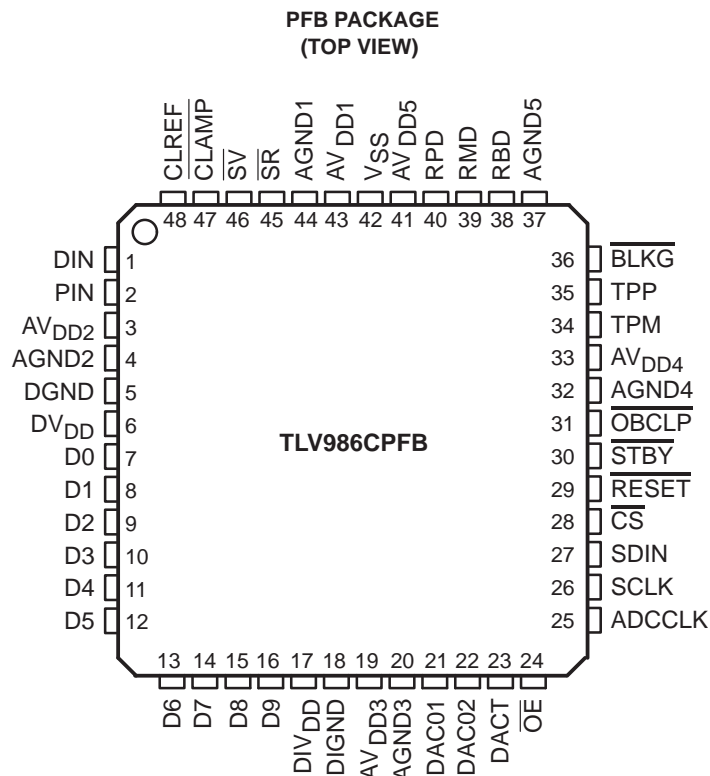 PFB PACKAGE
(TOP VIEW)
CLREF
CLAMP
SV
SR
AGND1
AVDD1
VSS
AVDD5
RPD
RMD
RBD
AGND5
48 47 46 45 44 43 42 41 40 39 38 37
DIN 1 36 BLKG
PIN 2 35 TPP
AVDD2 3 34 TPM
AGND2 4 33 AVDD4
DGND 5 32 AGND4
DVDD 6 31 OBCLP
D0 7 TLV986CPFB 30 STBY
D1 8 29 RESET
D2 9 28 CS
D3 10 27 SDIN
D4 11 26 SCLK
D5 12 25 ADCCLK
13 14 15 16 17 18 19 20 21 22 23 24
D6
D7
D8
D9
DIVDD
DIGND
AVDD3
AGND3
DAC01
DAC02
DACT
OE